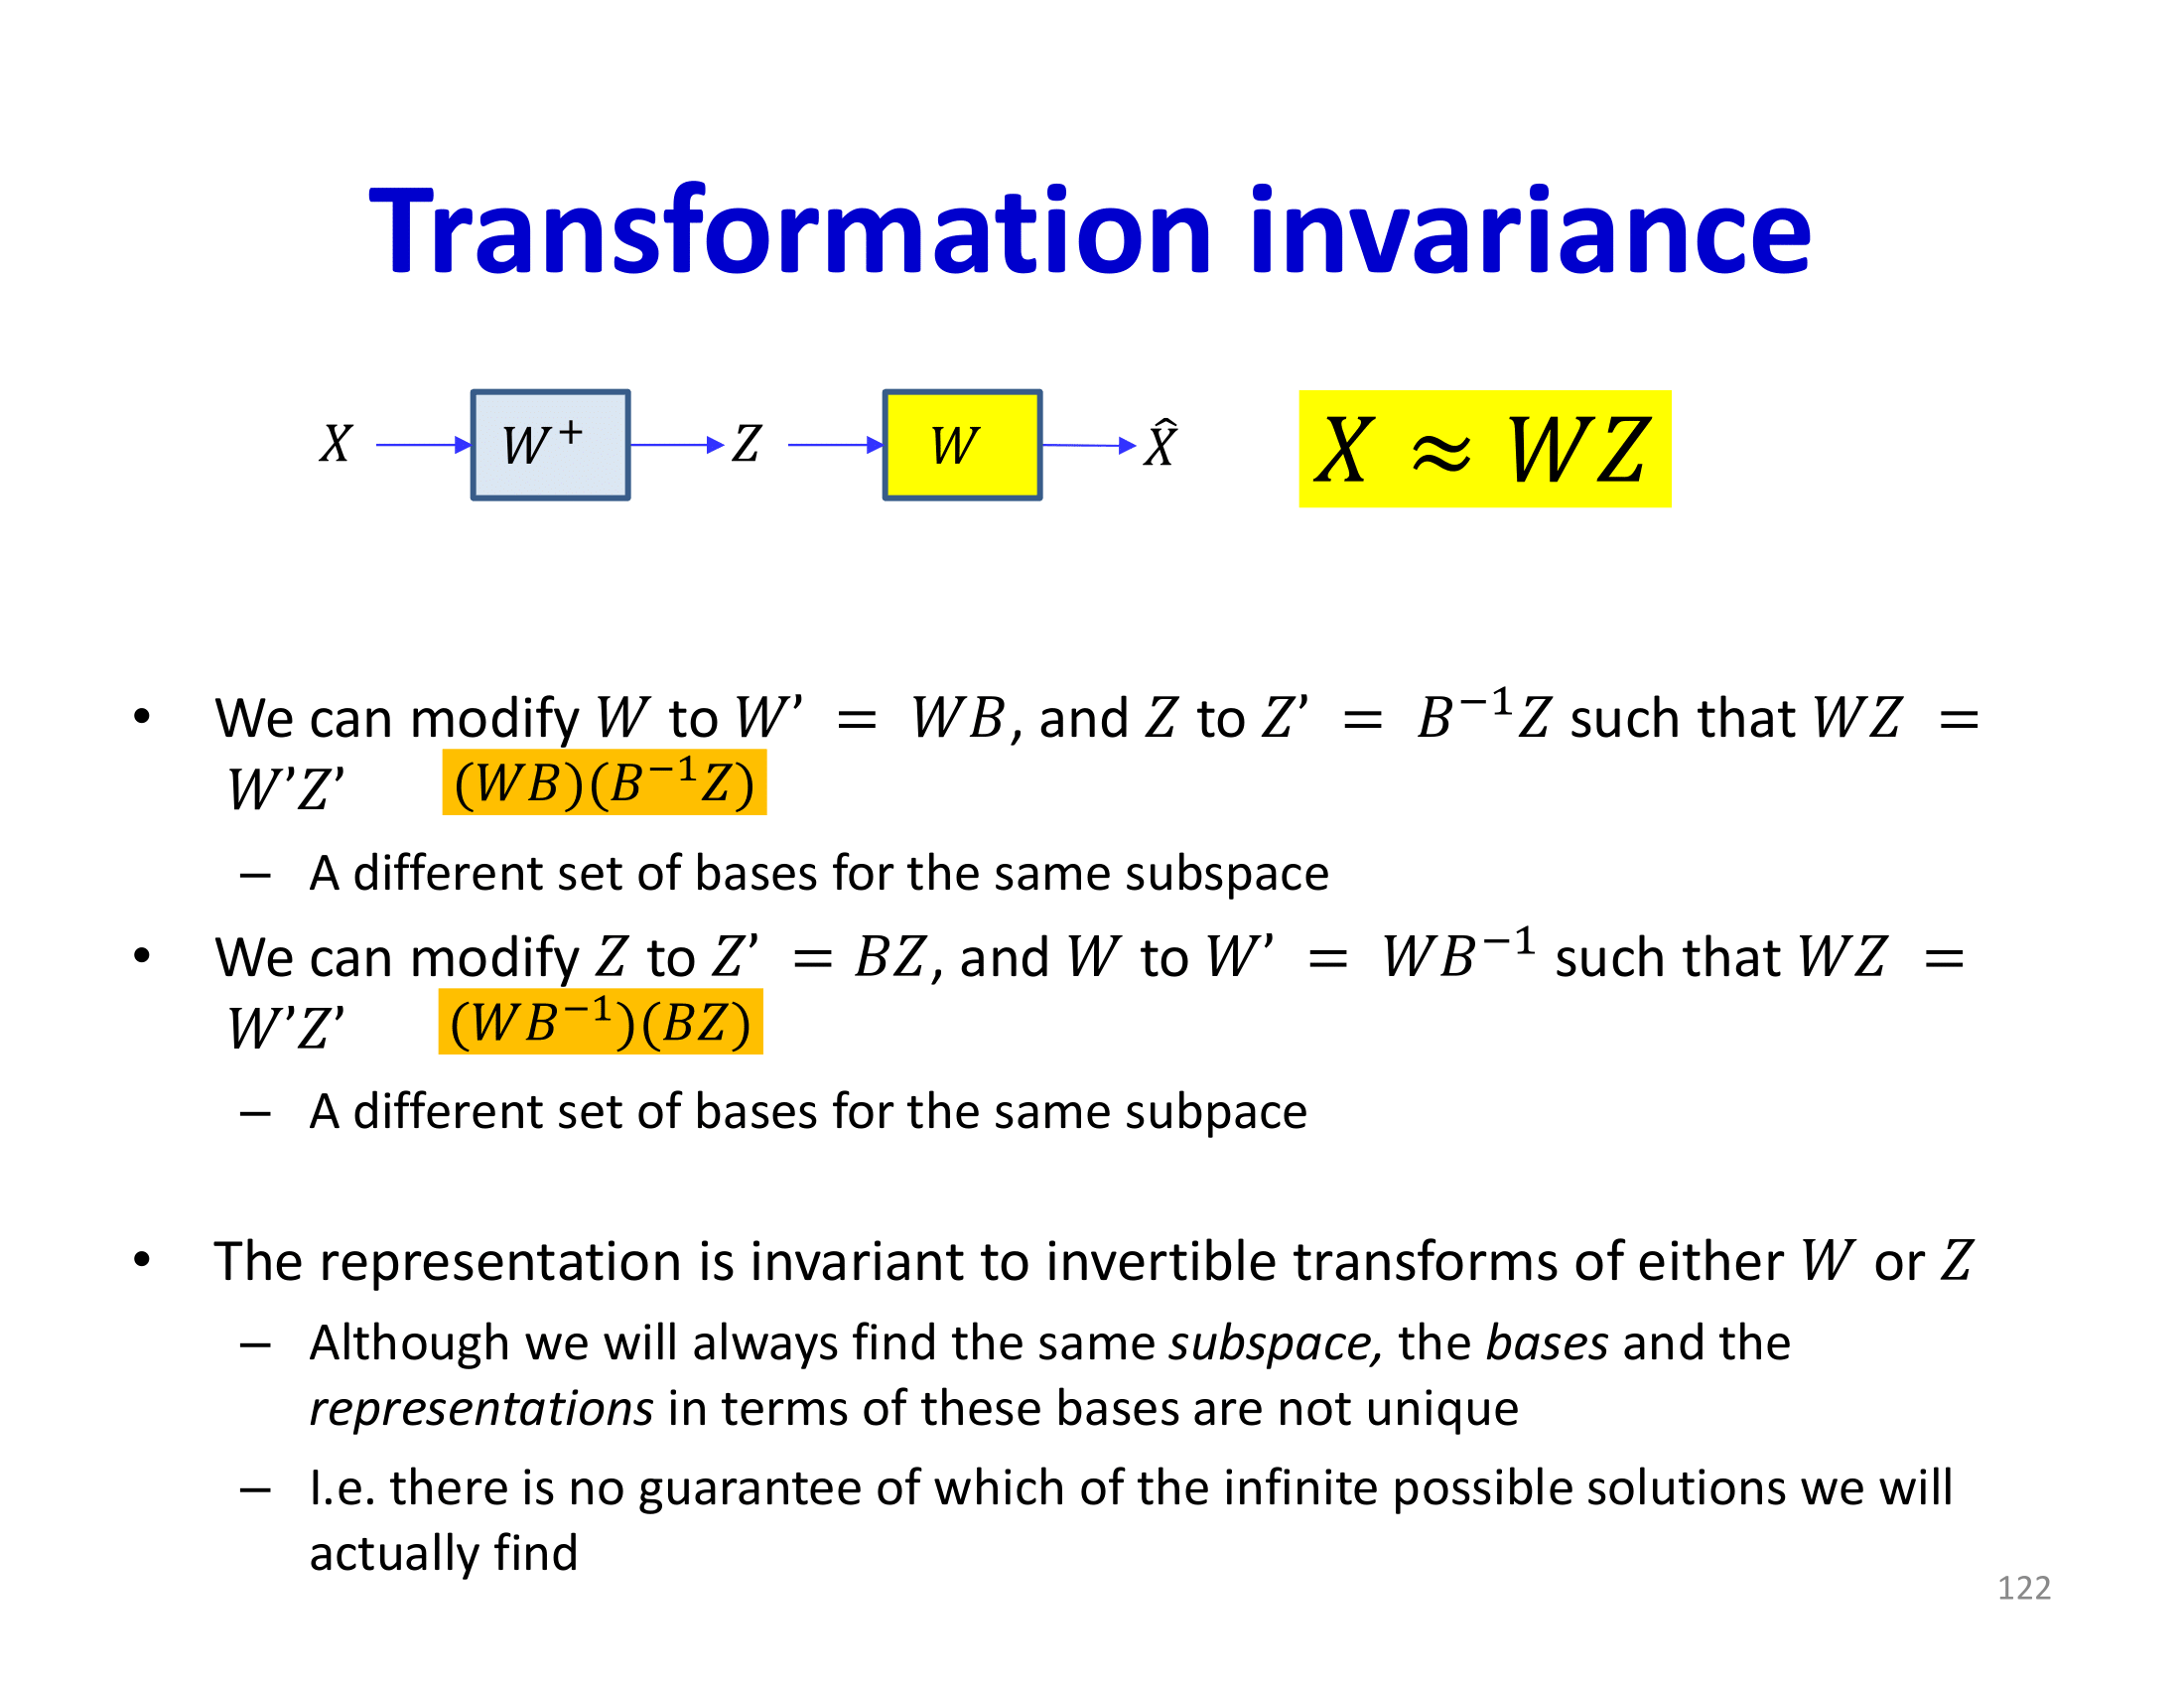 Transformation invariance
X W⁺ Z W X̂ X ≈ WZ
• We can modify W to W’ = WB, and Z to Z’ = B⁻¹Z such that WZ =
W’Z’ (WB)(B⁻¹Z)
– A different set of bases for the same subspace
• We can modify Z to Z’ = BZ, and W to W’ = WB⁻¹ such that WZ =
W’Z’ (WB⁻¹)(BZ)
– A different set of bases for the same subpace
• The representation is invariant to invertible transforms of either W or Z
– Although we will always find the same subspace, the bases and the
representations in terms of these bases are not unique
– I.e. there is no guarantee of which of the infinite possible solutions we will
actually find
122